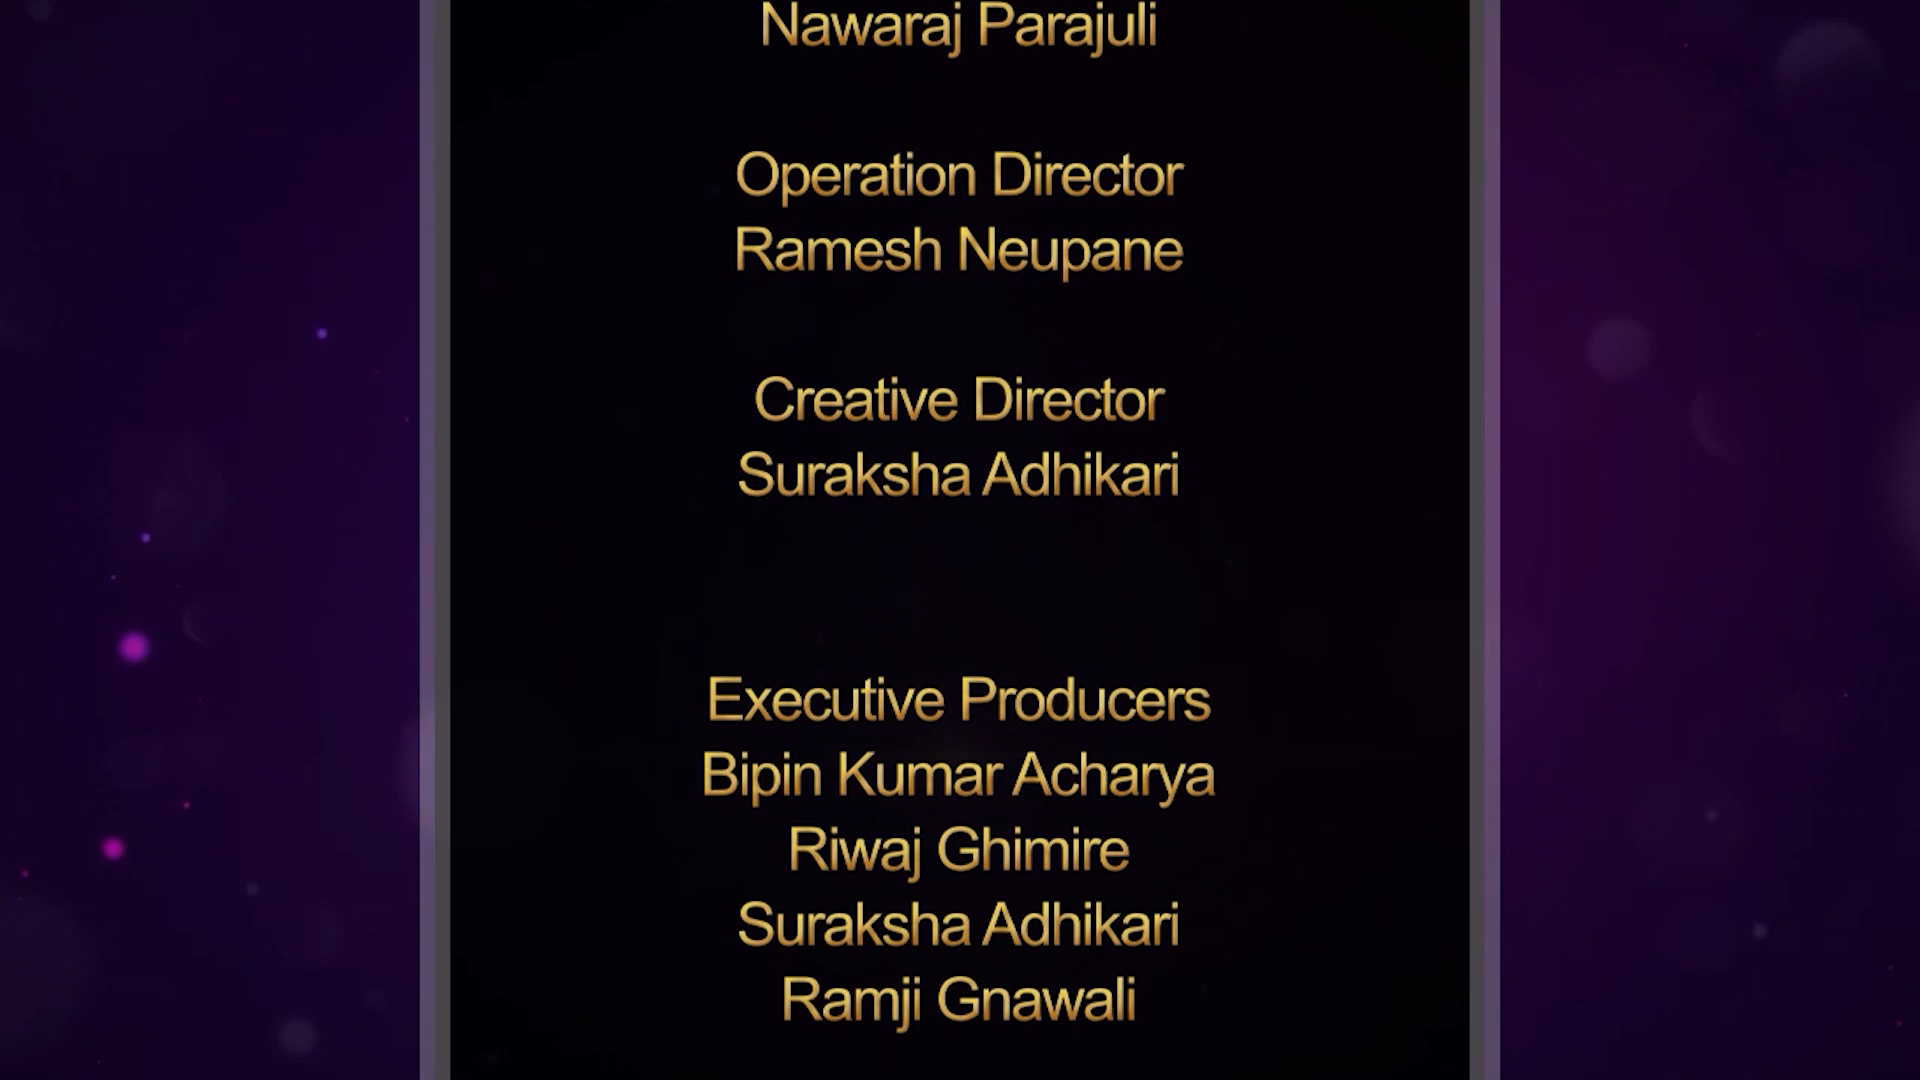 Nawaraj Parajuli
Operation Director
Ramesh Neupane
Creative Director
Suraksha Adhikari
Executive Producers
Bipin Kumar Acharya
Riwaj Ghimire
Suraksha Adhikari
Ramji Gnawali